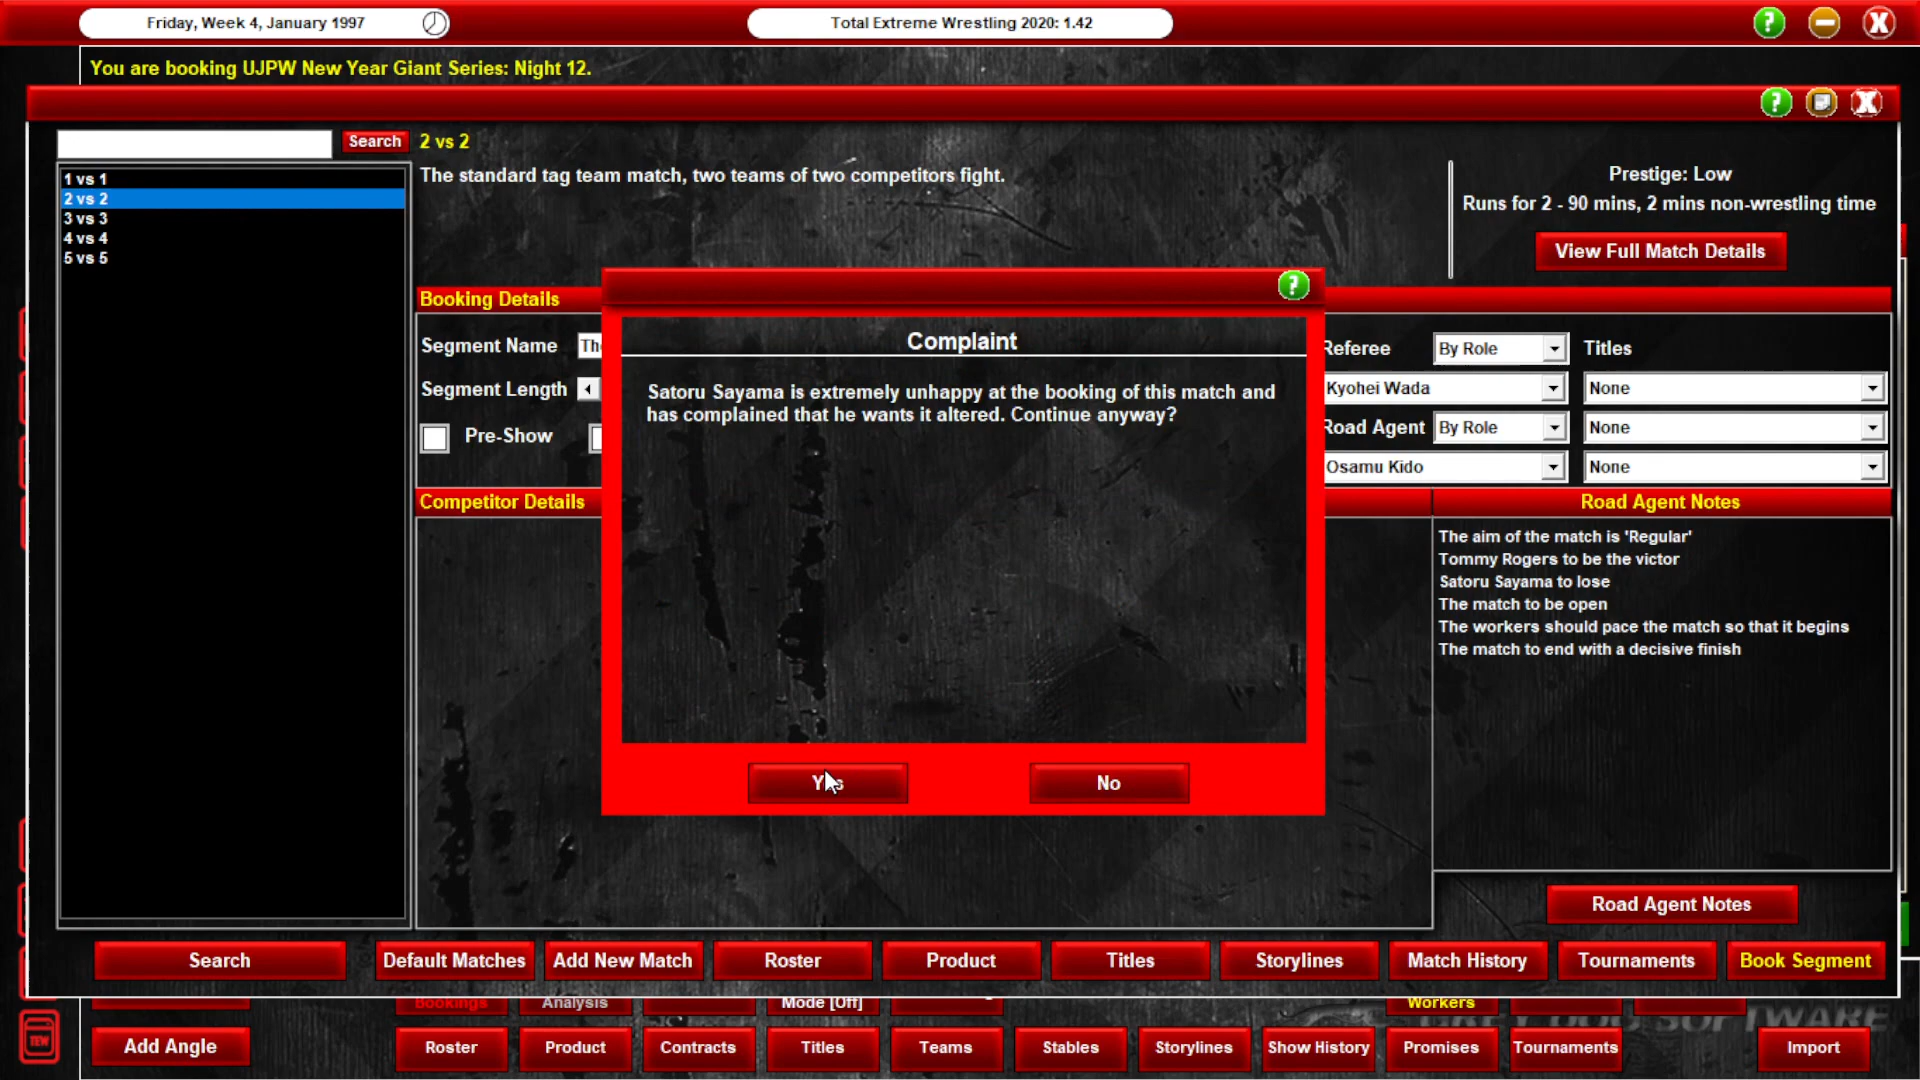 Friday, Week 4, January 1997
Total Extreme Wrestling 2020: 1.42
You are booking UJPW New Year Giant Series: Night 12.
Search
2 vs 2
1 vs 1
2 vs 2
3 vs 3
4 vs 4
5 vs 5
The standard tag team match, two teams of two competitors fight.
Prestige: Low
Runs for 2 - 90 mins, 2 mins non-wrestling time
View Full Match Details
Booking Details
Segment Name
Segment Length
Pre-Show
Referee
By Role
Titles
Kyohei Wada
None
Road Agent
By Role
None
Osamu Kido
None
Complaint
Satoru Sayama is extremely unhappy at the booking of this match and
has complained that he wants it altered. Continue anyway?
Yes
No
Competitor Details
Road Agent Notes
The aim of the match is 'Regular'
Tommy Rogers to be the victor
Satoru Sayama to lose
The match to be open
The workers should pace the match so that it begins
The match to end with a decisive finish
Road Agent Notes
Search
Default Matches
Add New Match
Roster
Product
Titles
Storylines
Match History
Tournaments
Book Segment
Bookings
Analysis
Mode [Off]
Workers
GREY DOG SOFTWARE
TEW
Add Angle
Roster
Product
Contracts
Titles
Teams
Stables
Storylines
Show History
Promises
Tournaments
Import